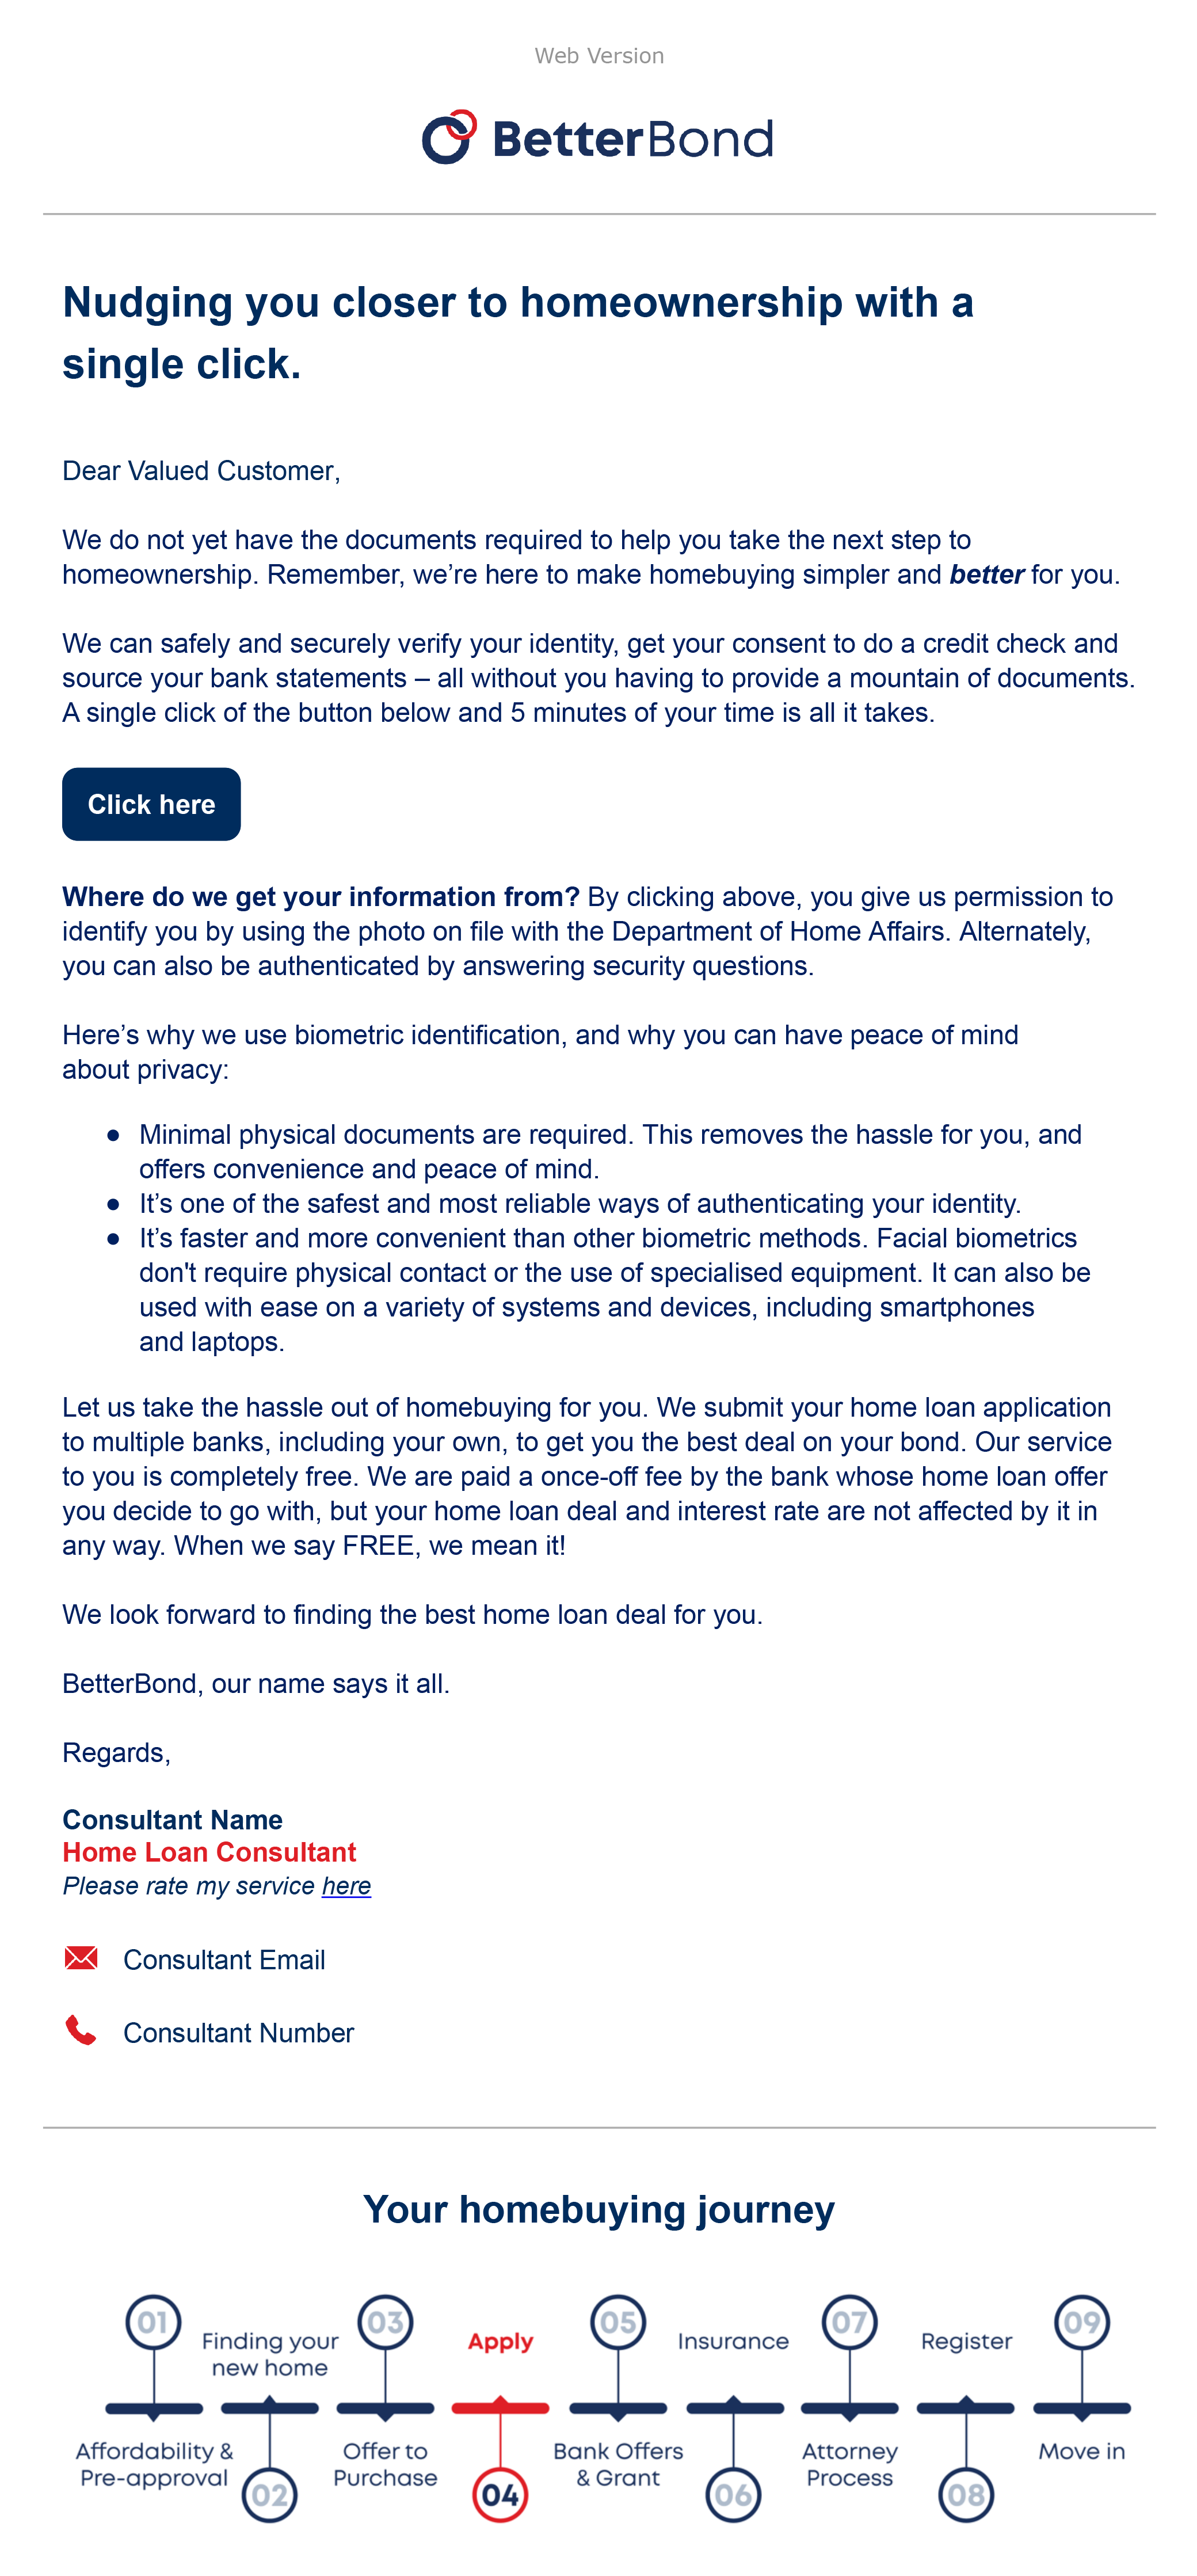 Web Version
BetterBond
Nudging you closer to homeownership with a
single click.
Dear Valued Customer,
We do not yet have the documents required to help you take the next step to
homeownership. Remember, we’re here to make homebuying simpler and better for you.
We can safely and securely verify your identity, get your consent to do a credit check and
source your bank statements – all without you having to provide a mountain of documents.
A single click of the button below and 5 minutes of your time is all it takes.
Click here
Where do we get your information from? By clicking above, you give us permission to
identify you by using the photo on file with the Department of Home Affairs. Alternately,
you can also be authenticated by answering security questions.
Here’s why we use biometric identification, and why you can have peace of mind
about privacy:
● Minimal physical documents are required. This removes the hassle for you, and
offers convenience and peace of mind.
● It’s one of the safest and most reliable ways of authenticating your identity.
● It’s faster and more convenient than other biometric methods. Facial biometrics
don't require physical contact or the use of specialised equipment. It can also be
used with ease on a variety of systems and devices, including smartphones
and laptops.
Let us take the hassle out of homebuying for you. We submit your home loan application
to multiple banks, including your own, to get you the best deal on your bond. Our service
to you is completely free. We are paid a once-off fee by the bank whose home loan offer
you decide to go with, but your home loan deal and interest rate are not affected by it in
any way. When we say FREE, we mean it!
We look forward to finding the best home loan deal for you.
BetterBond, our name says it all.
Regards,
Consultant Name
Home Loan Consultant
Please rate my service here
Consultant Email
Consultant Number
Your homebuying journey
01
Affordability &
Pre-approval
Finding your
new home
02
03
Offer to
Purchase
Apply
04
05
Bank Offers
& Grant
Insurance
06
07
Attorney
Process
Register
08
09
Move in